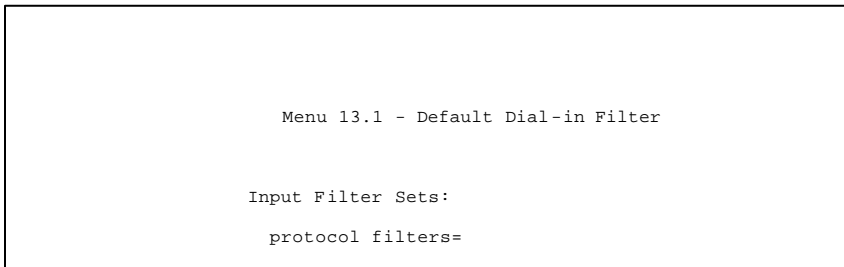 Menu 13.1 - Default Dial-in Filter
Input Filter Sets:
protocol filters=